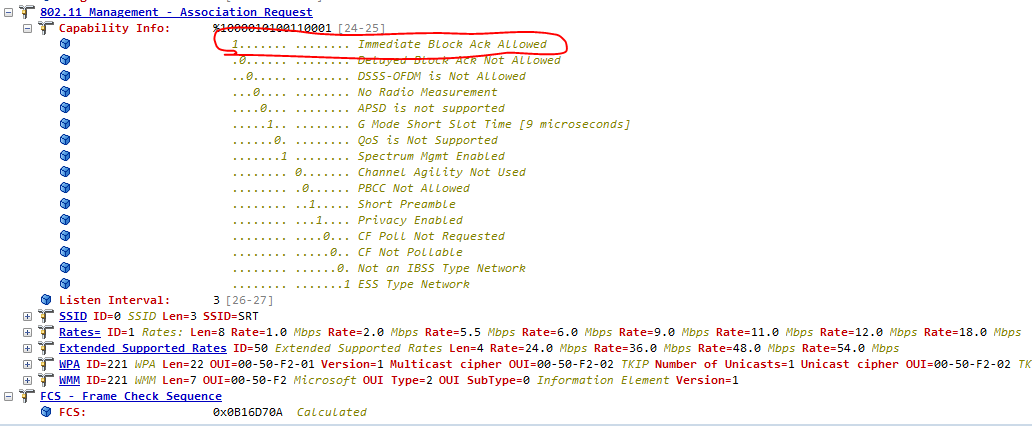 802.11 Management - Association Request
Capability Info: %1000010100110001 [24-25]
1....... ........ Immediate Block Ack Allowed
.0...... ........ Delayed Block Ack Not Allowed
..0..... ........ DSSS-OFDM is Not Allowed
...0.... ........ No Radio Measurement
....0... ........ APSD is not supported
.....1.. ........ G Mode Short Slot Time [9 microseconds]
......0. ........ QoS is Not Supported
.......1 ........ Spectrum Mgmt Enabled
........ 0....... Channel Agility Not Used
........ .0...... PBCC Not Allowed
........ ..1..... Short Preamble
........ ...1.... Privacy Enabled
........ ....0... CF Poll Not Requested
........ .....0.. CF Not Pollable
........ ......0. Not an IBSS Type Network
........ .......1 ESS Type Network
Listen Interval: 3 [26-27]
SSID ID=0 SSID Len=3 SSID=SRT
Rates= ID=1 Rates: Len=8 Rate=1.0 Mbps Rate=2.0 Mbps Rate=5.5 Mbps Rate=6.0 Mbps Rate=9.0 Mbps Rate=11.0 Mbps Rate=12.0 Mbps Rate=18.0 Mbps
Extended Supported Rates ID=50 Extended Supported Rates Len=4 Rate=24.0 Mbps Rate=36.0 Mbps Rate=48.0 Mbps Rate=54.0 Mbps
WPA ID=221 WPA Len=22 OUI=00-50-F2-01 Version=1 Multicast cipher OUI=00-50-F2-02 TKIP Number of Unicasts=1 Unicast cipher OUI=00-50-F2-02 TK
WMM ID=221 WMM Len=7 OUI=00-50-F2 Microsoft OUI Type=2 OUI SubType=0 Information Element Version=1
FCS - Frame Check Sequence
FCS: 0x0B16D70A Calculated